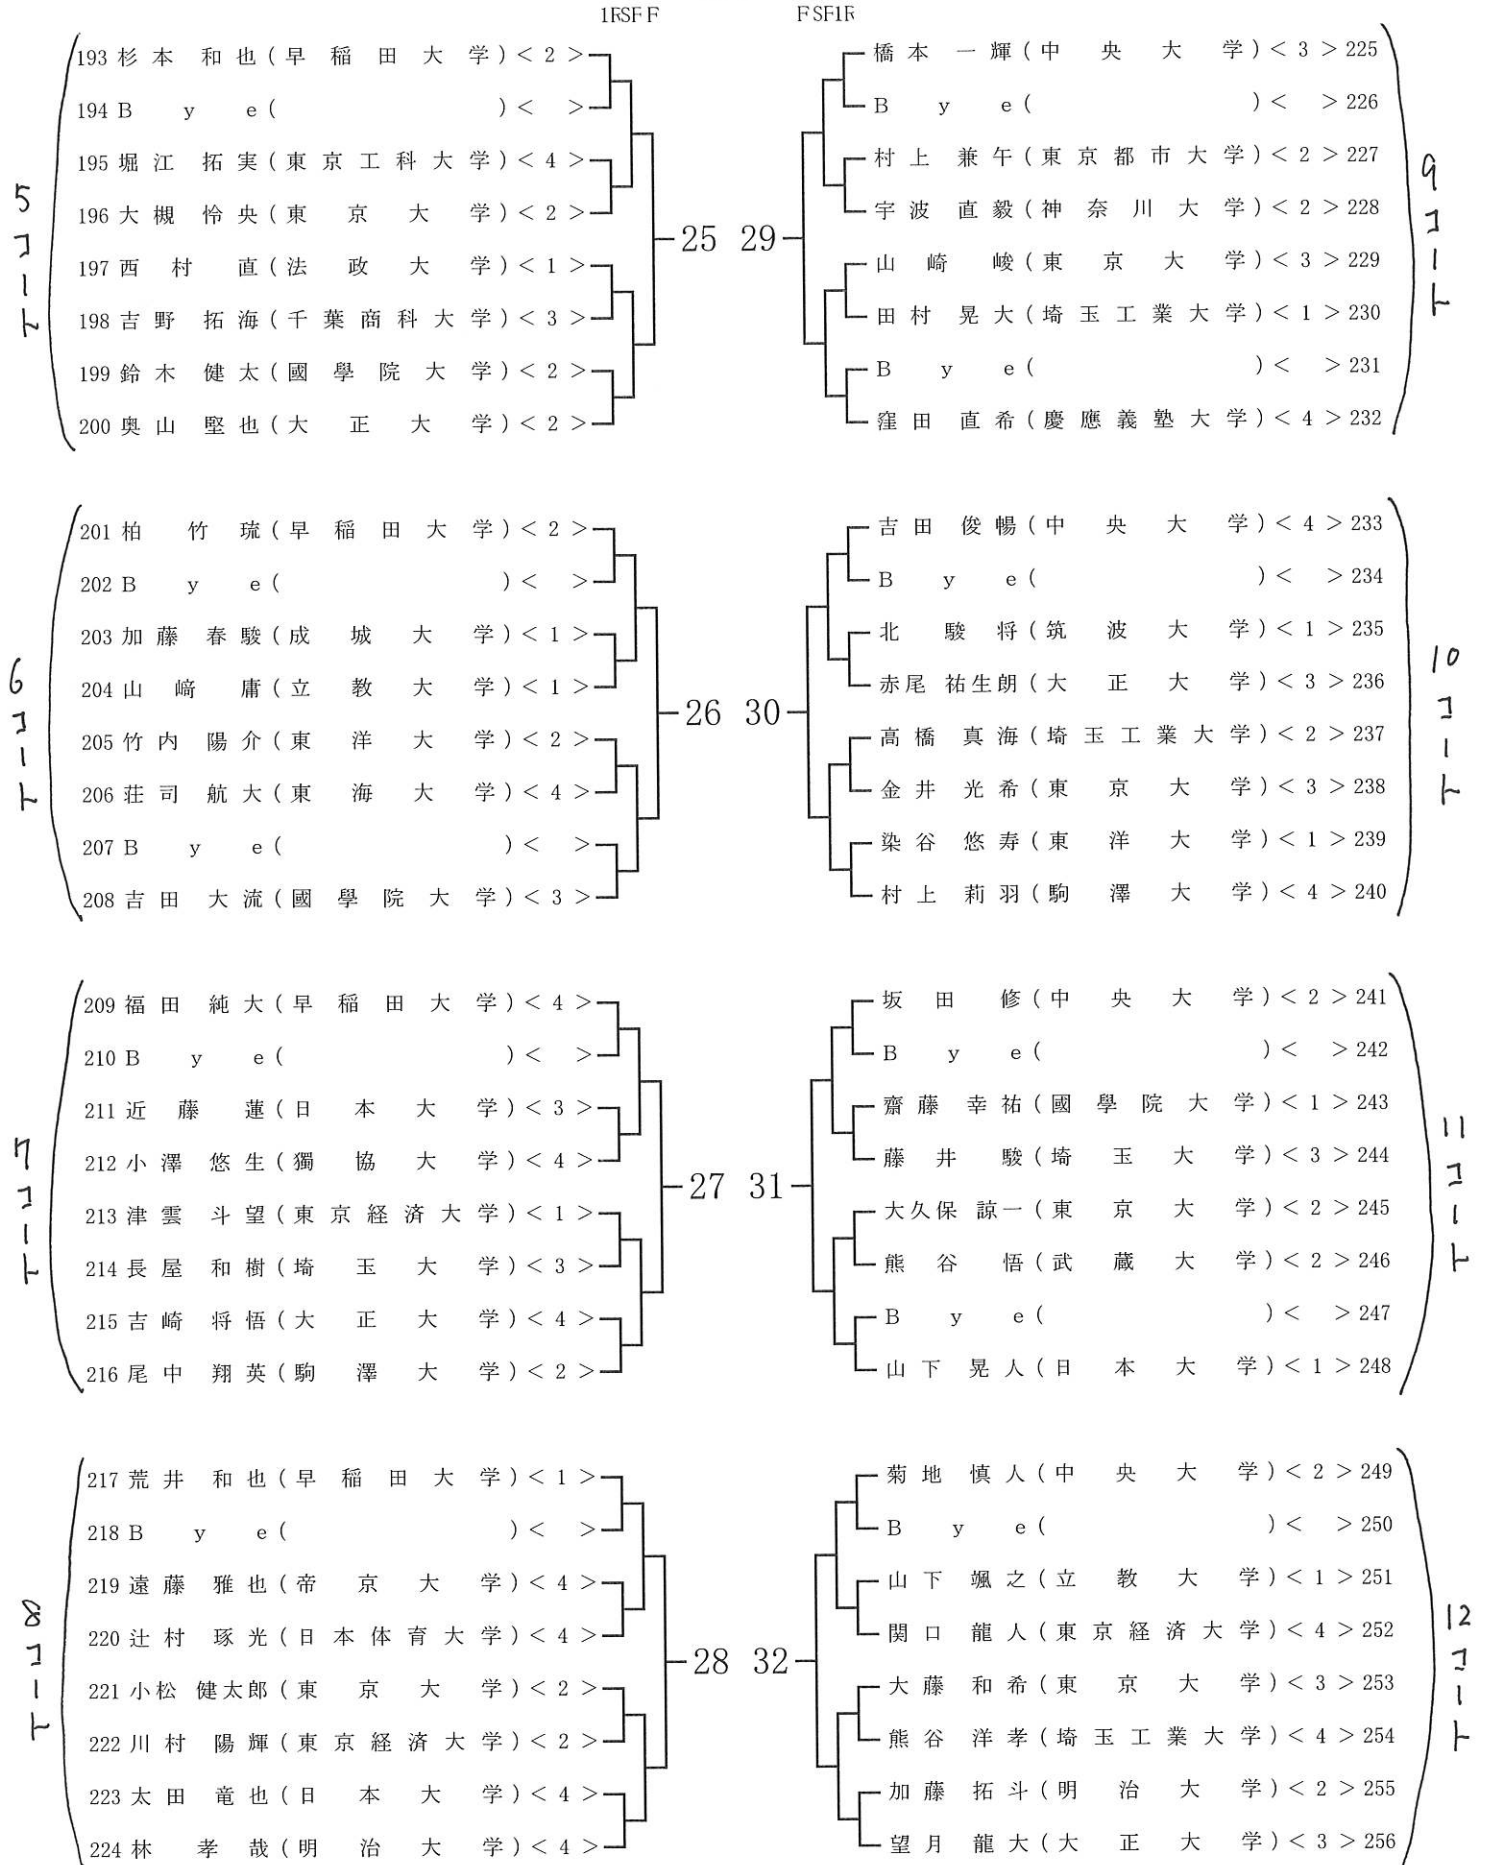 1RSFF
193 杉本 和也 (早稲田大学) < 2 >
194 Bye ( ) < >
195 堀江 拓実 (東京工科大学) < 4 >
196 大槻 怜央 (東京大学) < 2 >
197 西村 直 (法政大学) < 1 >
198 吉野 拓海 (千葉商科大学) < 3 >
199 鈴木 健太 (國學院大学) < 2 >
200 奥山 堅也 (大正大学) < 2 >
25
5コート
201 柏 竹琉 (早稲田大学) < 2 >
202 Bye ( ) < >
203 加藤 春駿 (成城大学) < 1 >
204 山﨑 庸 (立教大学) < 1 >
205 竹内 陽介 (東洋大学) < 2 >
206 荘司 航大 (東海大学) < 4 >
207 Bye ( ) < >
208 吉田 大流 (國學院大学) < 3 >
26
6コート
209 福田 純大 (早稲田大学) < 4 >
210 Bye ( ) < >
211 近藤 蓮 (日本大学) < 3 >
212 小澤 悠生 (獨協大学) < 4 >
213 津雲 斗望 (東京経済大学) < 1 >
214 長屋 和樹 (埼玉大学) < 3 >
215 吉崎 将悟 (大正大学) < 4 >
216 尾中 翔英 (駒澤大学) < 2 >
27
7コート
217 荒井 和也 (早稲田大学) < 1 >
218 Bye ( ) < >
219 遠藤 雅也 (帝京大学) < 4 >
220 辻村 琢光 (日本体育大学) < 4 >
221 小松 健太郎 (東京大学) < 2 >
222 川村 陽輝 (東京経済大学) < 2 >
223 太田 竜也 (日本大学) < 4 >
224 林 孝哉 (明治大学) < 4 >
28
8コート
FSF1R
橋本 一輝 (中央大学) < 3 > 225
Bye ( ) < > 226
村上 兼午 (東京都市大学) < 2 > 227
宇波 直毅 (神奈川大学) < 2 > 228
山崎 峻 (東京大学) < 3 > 229
田村 晃大 (埼玉工業大学) < 1 > 230
Bye ( ) < > 231
窪田 直希 (慶應義塾大学) < 4 > 232
29
9コート
吉田 俊暢 (中央大学) < 4 > 233
Bye ( ) < > 234
北 駿将 (筑波大学) < 1 > 235
赤尾 祐生朗 (大正大学) < 3 > 236
高橋 真海 (埼玉工業大学) < 2 > 237
金井 光希 (東京大学) < 3 > 238
染谷 悠寿 (東洋大学) < 1 > 239
村上 莉羽 (駒澤大学) < 4 > 240
30
10コート
坂田 修 (中央大学) < 2 > 241
Bye ( ) < > 242
齋藤 幸祐 (國學院大学) < 1 > 243
藤井 駿 (埼玉大学) < 3 > 244
大久保 諒一 (東京大学) < 2 > 245
熊谷 悟 (武蔵大学) < 2 > 246
Bye ( ) < > 247
山下 晃人 (日本大学) < 1 > 248
31
11コート
菊地 慎人 (中央大学) < 2 > 249
Bye ( ) < > 250
山下 颯之 (立教大学) < 1 > 251
関口 龍人 (東京経済大学) < 4 > 252
大藤 和希 (東京大学) < 3 > 253
熊谷 洋孝 (埼玉工業大学) < 4 > 254
加藤 拓斗 (明治大学) < 2 > 255
望月 龍大 (大正大学) < 3 > 256
32
12コート